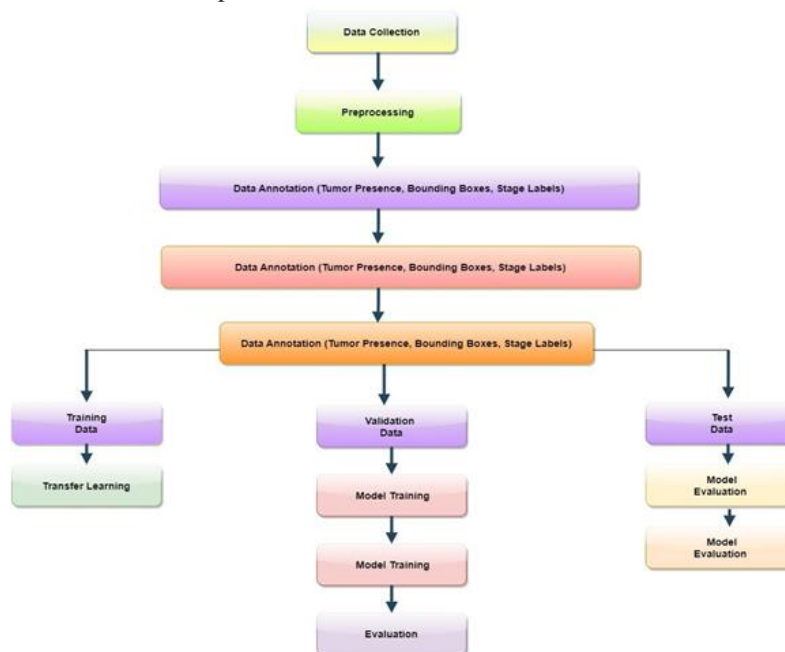 Data Collection
Preprocessing
Data Annotation (Tumor Presence, Bounding Boxes, Stage Labels)
Data Annotation (Tumor Presence, Bounding Boxes, Stage Labels)
Data Annotation (Tumor Presence, Bounding Boxes, Stage Labels)
Training
Data
Transfer Learning
Validation
Data
Model Training
Model Training
Evaluation
Test
Data
Model
Evaluation
Model
Evaluation